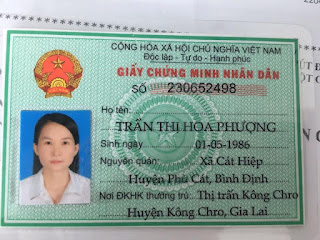 CỘNG HÒA XÃ HỘI CHỦ NGHĨA VIỆT NAM
Độc lập - Tự do - Hạnh phúc
GIẤY CHỨNG MINH NHÂN DÂN
SỐ 230652498
Họ tên:
TRẦN THỊ HÒA PHƯỢNG
Sinh ngày 01-05-1986
Nguyên quán: Xã Cát Hiệp
Huyện Phù Cát, Bình Định
Nơi ĐKHK thường trú: Thị trấn Kông Chro
Huyện Kông Chro, Gia Lai